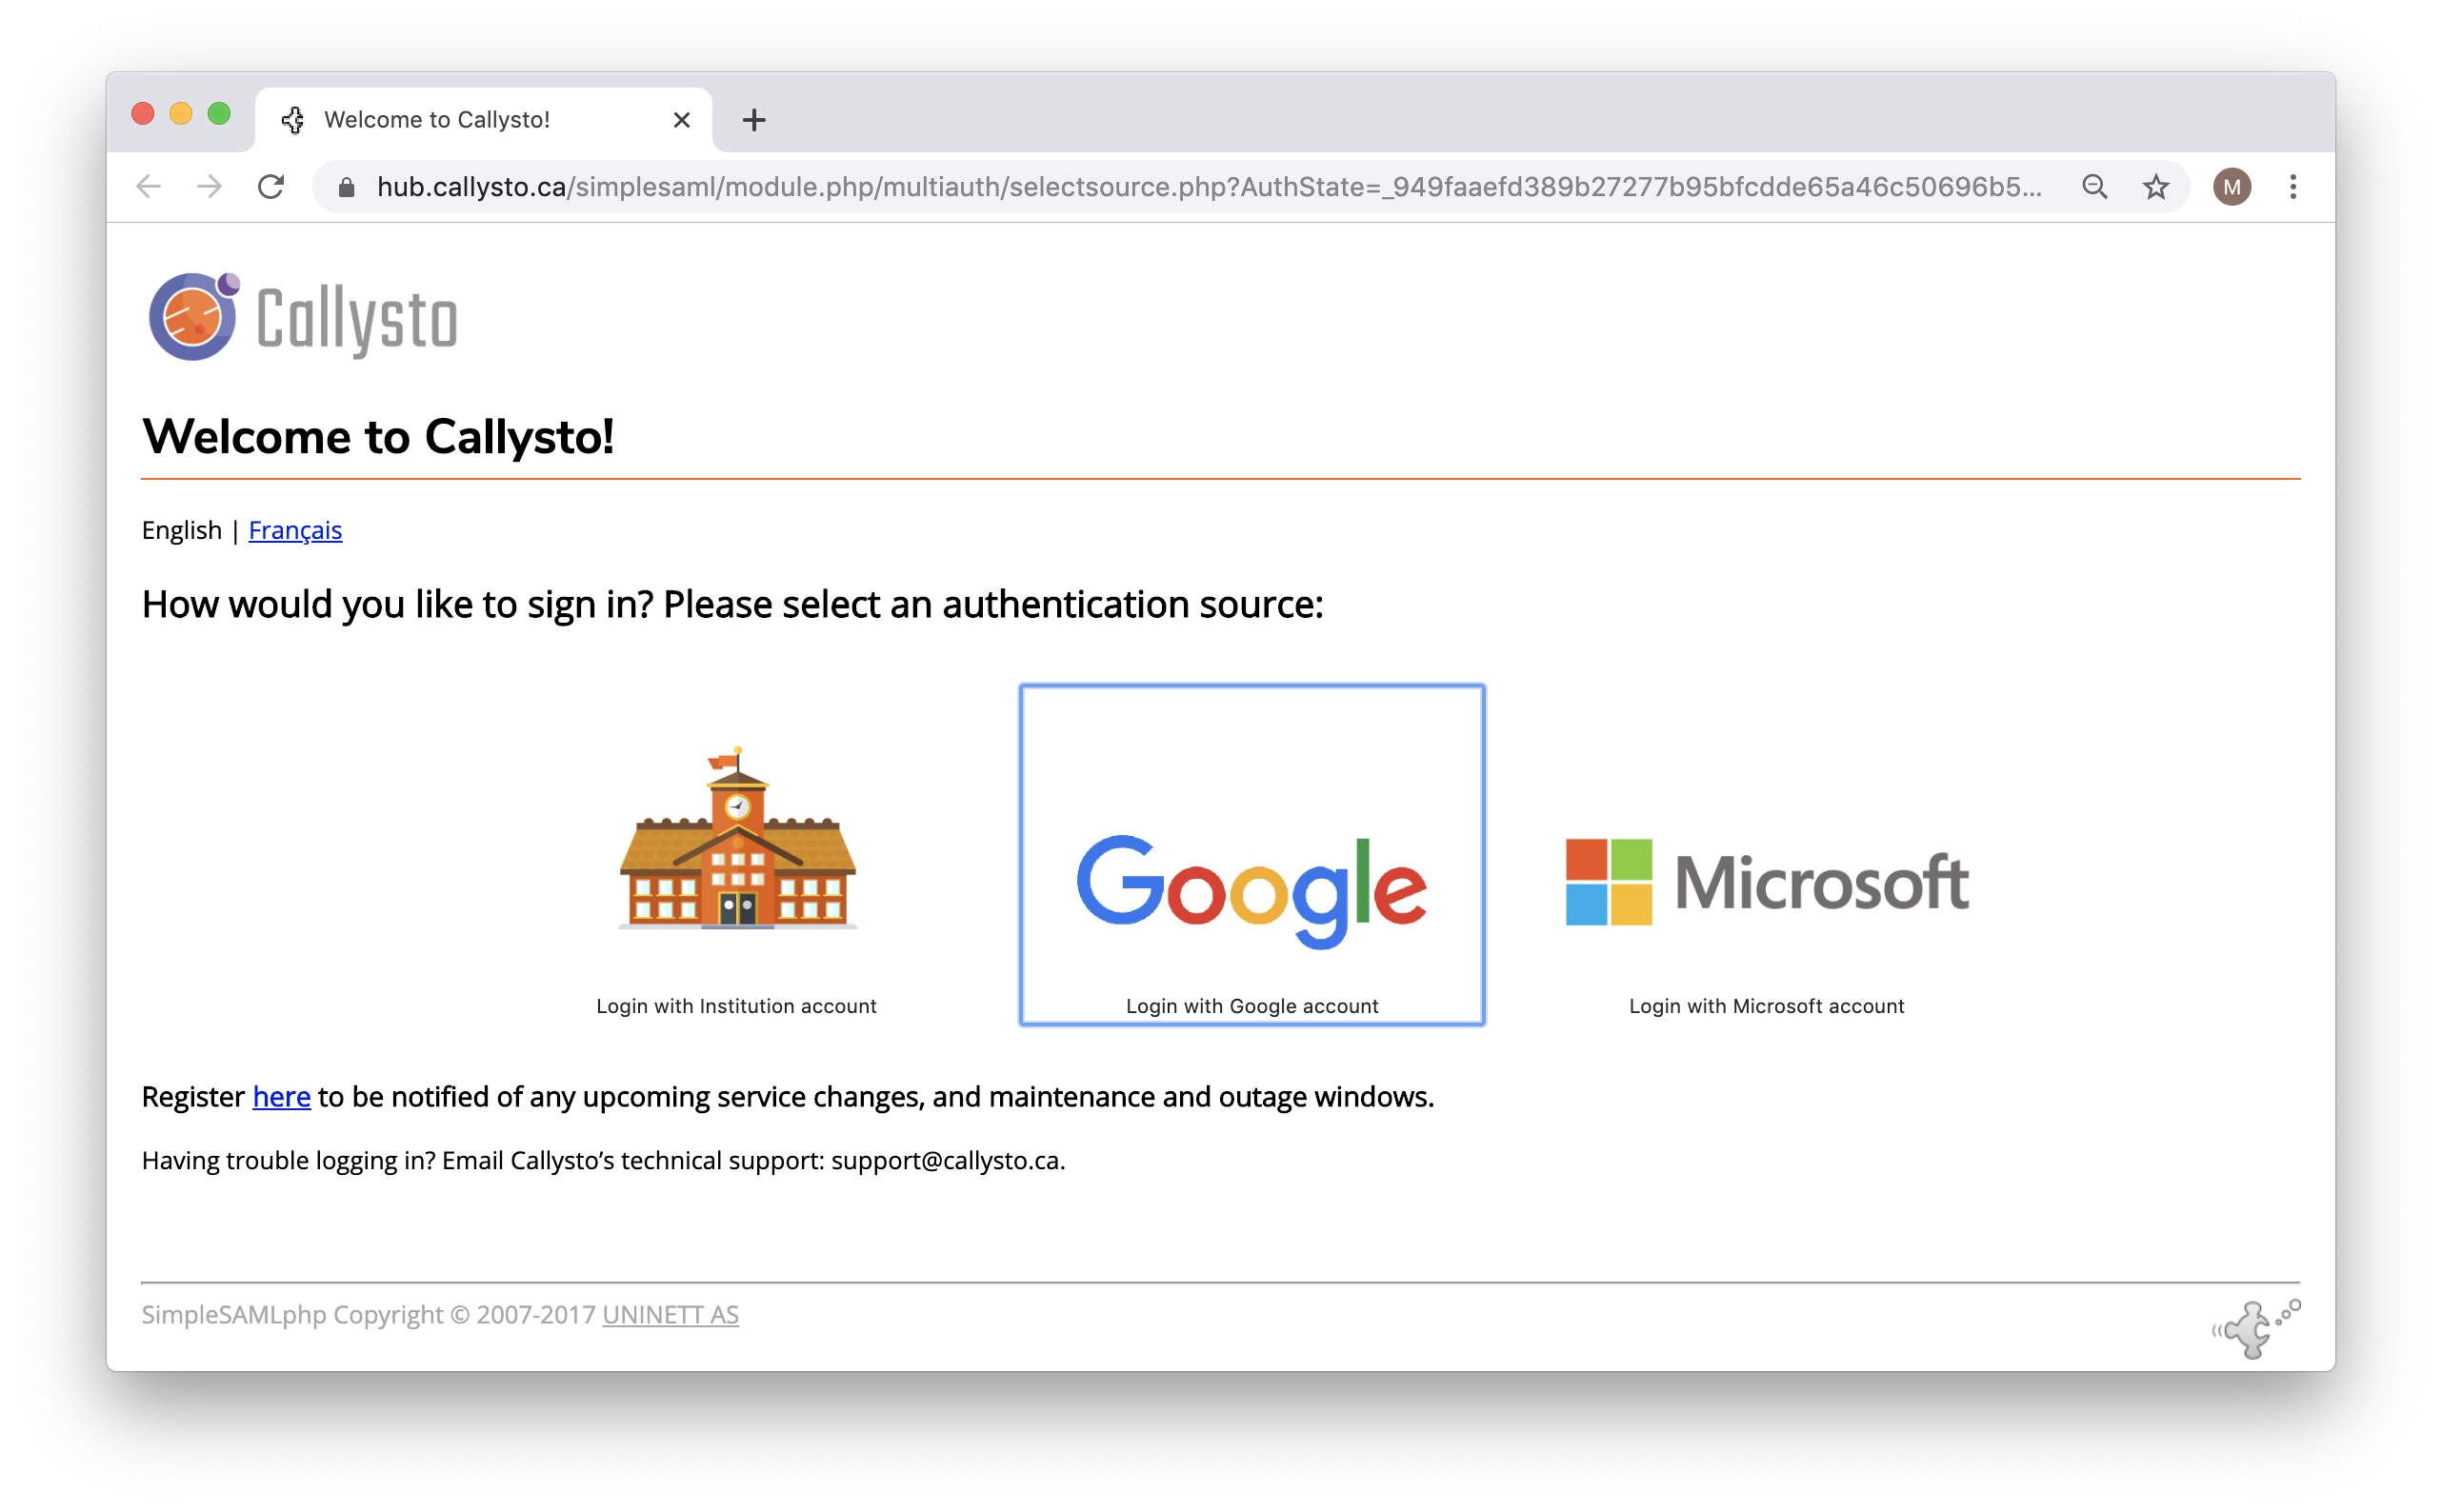 Welcome to Callysto!
hub.callysto.ca/simplesaml/module.php/multiauth/selectsource.php?AuthState=_949faaefd389b27277b95bfcdde65a46c50696b5...
M
Callysto
Welcome to Callysto!
English | Français
How would you like to sign in? Please select an authentication source:
Google
Microsoft
Login with Institution account
Login with Google account
Login with Microsoft account
Register here to be notified of any upcoming service changes, and maintenance and outage windows.
Having trouble logging in? Email Callysto’s technical support: support@callysto.ca.
SimpleSAMLphp Copyright © 2007-2017 UNINETT AS